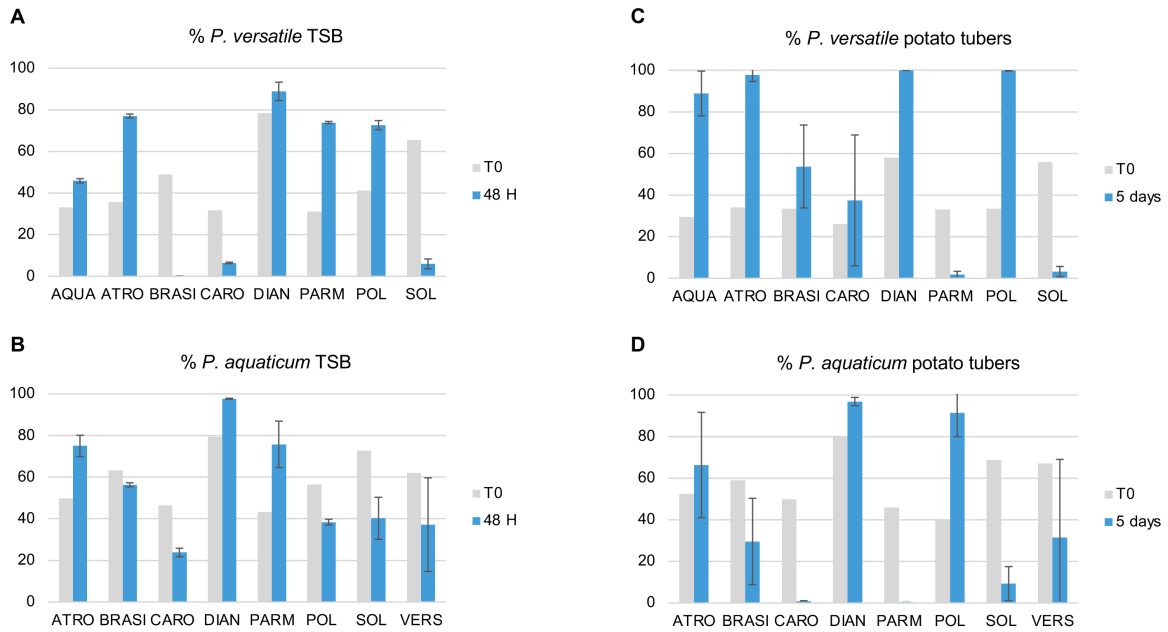 A
% P. versatile TSB
100
80
60
40
20
0
AQUA ATRO BRASI CARO DIAN PARM POL SOL
T0
48 H
B
% P. aquaticum TSB
100
80
60
40
20
0
ATRO BRASI CARO DIAN PARM POL SOL VERS
T0
48 H
C
% P. versatile potato tubers
100
80
60
40
20
0
AQUA ATRO BRASI CARO DIAN PARM POL SOL
T0
5 days
D
% P. aquaticum potato tubers
100
80
60
40
20
0
ATRO BRASI CARO DIAN PARM POL SOL VERS
T0
5 days